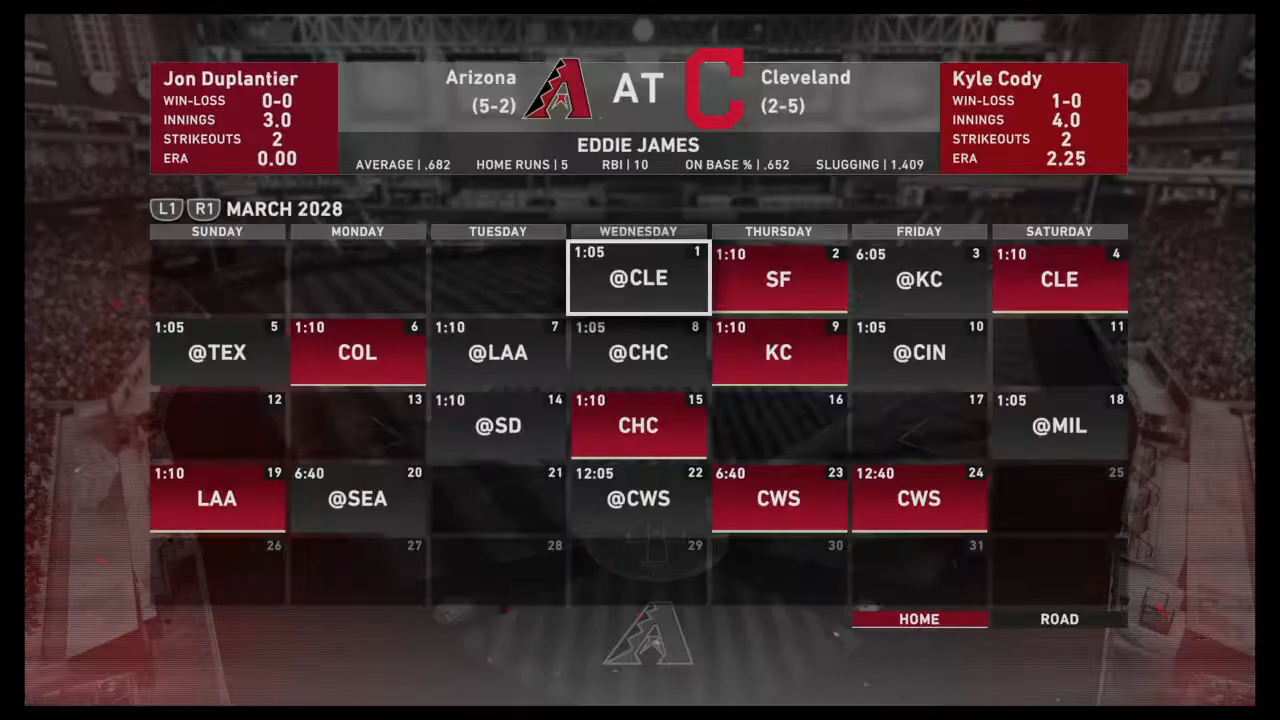 Jon Duplantier
WIN-LOSS 0-0
INNINGS 3.0
STRIKEOUTS 2
ERA 0.00
Arizona
(5-2)
AT
Cleveland
(2-5)
EDDIE JAMES
AVERAGE | .682 HOME RUNS | 5 RBI | 10 ON BASE % | .652 SLUGGING | 1.409
Kyle Cody
WIN-LOSS 1-0
INNINGS 4.0
STRIKEOUTS 2
ERA 2.25
L1 R1 MARCH 2028
SUNDAY MONDAY TUESDAY WEDNESDAY THURSDAY FRIDAY SATURDAY
1:05 1 1:10 2 6:05 3 1:10 4
@CLE SF @KC CLE
1:05 5 1:10 6 1:10 7 1:05 8 1:10 9 1:05 10 11
@TEX COL @LAA @CHC KC @CIN
12 13 1:10 14 1:10 15 16 17 1:05 18
@SD CHC @MIL
1:10 19 6:40 20 21 12:05 22 6:40 23 12:40 24 25
LAA @SEA @CWS CWS CWS
26 27 28 29 30 31
HOME ROAD